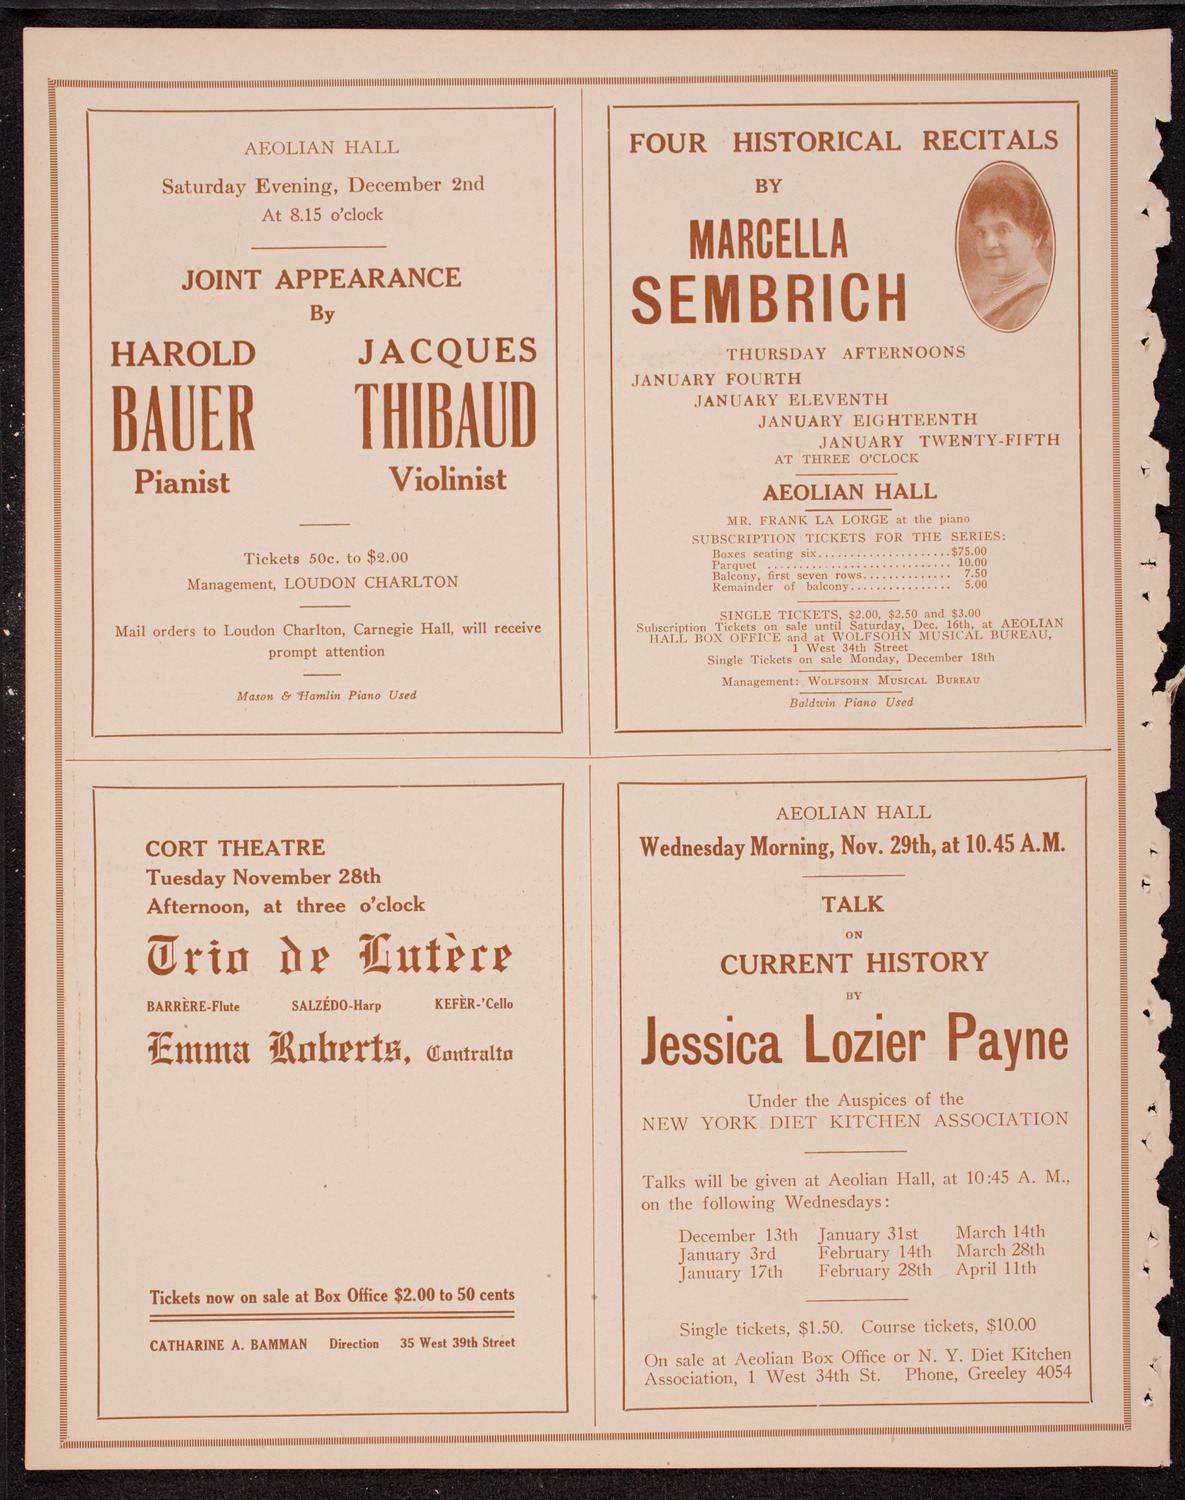 AEOLIAN HALL
Saturday Evening, December 2nd
At 8.15 o'clock
JOINT APPEARANCE
By
HAROLD JACQUES
BAUER THIBAUD
Pianist Violinist
Tickets 50c. to $2.00
Management, LOUDON CHARLTON
Mail orders to Loudon Charlton, Carnegie Hall, will receive
prompt attention
Mason & Hamlin Piano Used
FOUR HISTORICAL RECITALS
BY
MARCELLA
SEMBRICH
THURSDAY AFTERNOONS
JANUARY FOURTH
JANUARY ELEVENTH
JANUARY EIGHTEENTH
JANUARY TWENTY-FIFTH
AT THREE O'CLOCK
AEOLIAN HALL
MR. FRANK LA LORGE at the piano
SUBSCRIPTION TICKETS FOR THE SERIES:
Boxes seating six.....................$75.00
Parquet ............................. 10.00
Balcony, first seven rows.............. 7.50
Remainder of balcony................ 5.00
SINGLE TICKETS, $2.00, $2.50 and $3.00
Subscription Tickets on sale until Saturday, Dec. 16th, at AEOLIAN
HALL BOX OFFICE and at WOLFSOHN MUSICAL BUREAU,
1 West 34th Street
Single Tickets on sale Monday, December 18th
Management: WOLFSOHN MUSICAL BUREAU
Baldwin Piano Used
CORT THEATRE
Tuesday November 28th
Afternoon, at three o'clock
Trio de Lutèce
BARRÈRE-Flute SALZÉDO-Harp KEFÈR-'Cello
Emma Roberts, Contralto
Tickets now on sale at Box Office $2.00 to 50 cents
CATHARINE A. BAMMAN Direction 35 West 39th Street
AEOLIAN HALL
Wednesday Morning, Nov. 29th, at 10.45 A.M.
TALK
ON
CURRENT HISTORY
BY
Jessica Lozier Payne
Under the Auspices of the
NEW YORK DIET KITCHEN ASSOCIATION
Talks will be given at Aeolian Hall, at 10:45 A. M.,
on the following Wednesdays:
December 13th January 31st March 14th
January 3rd February 14th March 28th
January 17th February 28th April 11th
Single tickets, $1.50. Course tickets, $10.00
On sale at Aeolian Box Office or N. Y. Diet Kitchen
Association, 1 West 34th St. Phone, Greeley 4054